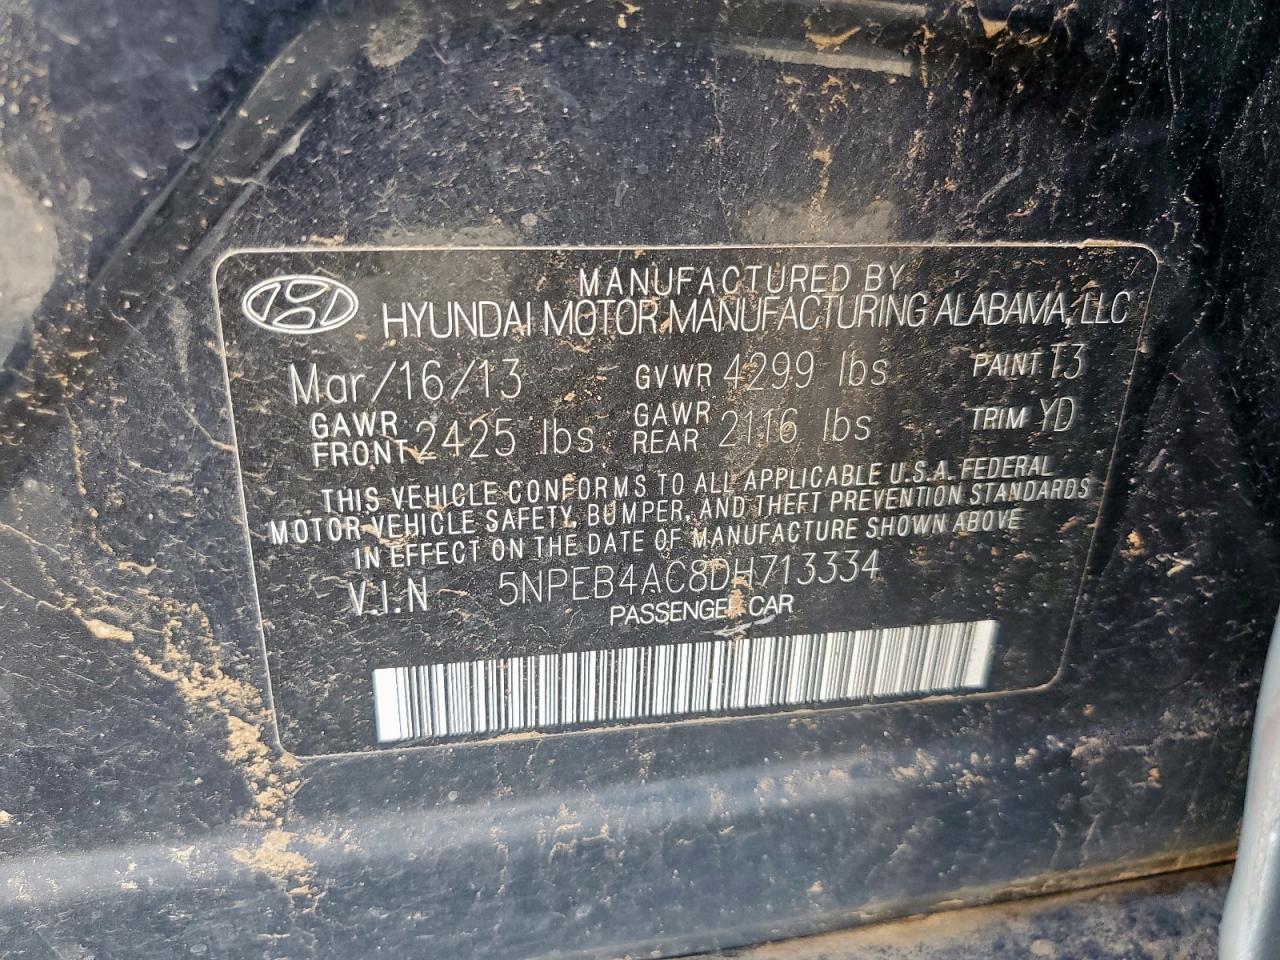 MANUFACTURED BY
HYUNDAI MOTOR MANUFACTURING ALABAMA, LLC
Mar/16/13 GVWR 4299 lbs PAINT T3
GAWR FRONT 2425 lbs GAWR REAR 2116 lbs TRIM YD
THIS VEHICLE CONFORMS TO ALL APPLICABLE U.S.A. FEDERAL
MOTOR VEHICLE SAFETY, BUMPER, AND THEFT PREVENTION STANDARDS
IN EFFECT ON THE DATE OF MANUFACTURE SHOWN ABOVE
V.I.N 5NPEB4AC8DH713334
PASSENGER CAR